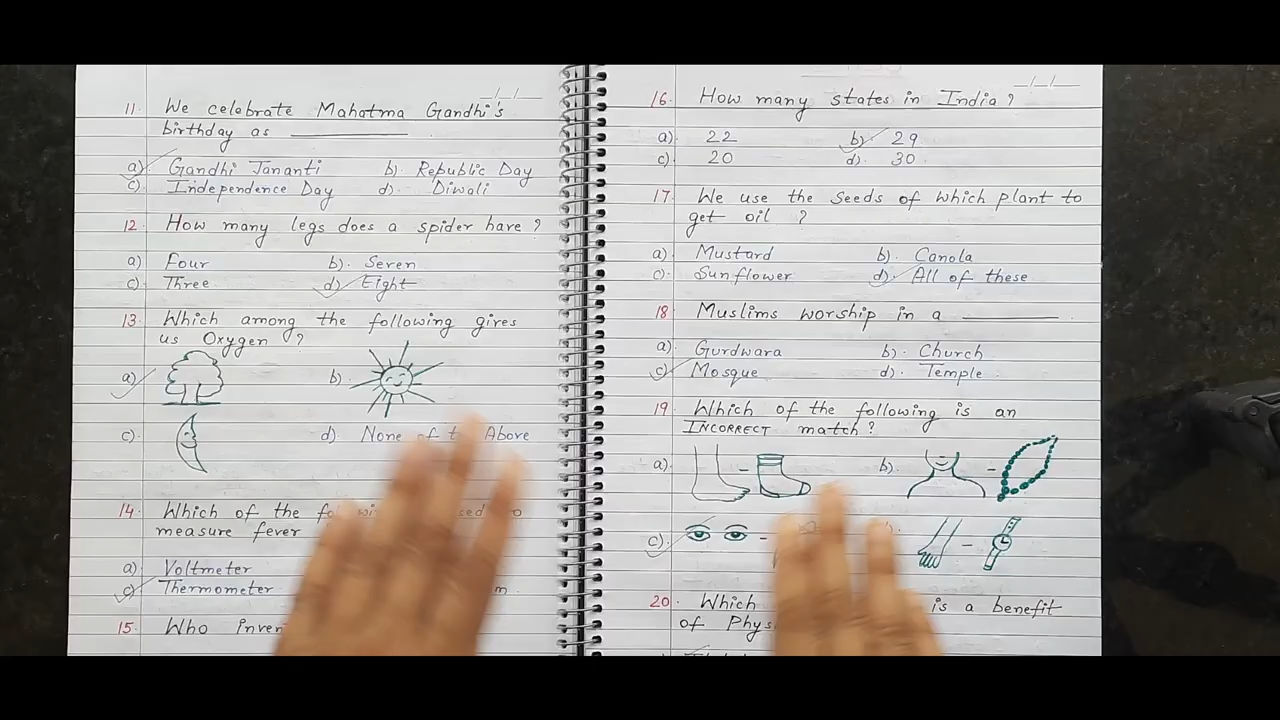 11. We celebrate Mahatma Gandhi's
birthday as ________ .
a) Gandhi Jananti b). Republic Day
c) Independence Day d). Diwali
12 How many legs does a spider have ?
a) Four b). Seven
c) Three d) Eight
13. Which among the following gives
us Oxygen ?
a) b).
c). d). None of Above
14. Which of the
measure fever
a) Voltmeter
c) Thermometer
15. Who
16. How many states in India ?
a). 22 b) 29
c) 20 d). 30
17. We use the seeds of which plant to
get oil ?
a) Mustard b). Canola
c). Sunflower d) All of these
18 Muslims worship in a ________ .
a) Gurdwara b). Church
c) Mosque d). Temple
19 Which of the following is an
INCORRECT match ?
a). - b). -
c) - -
20. Which is a benefit
of